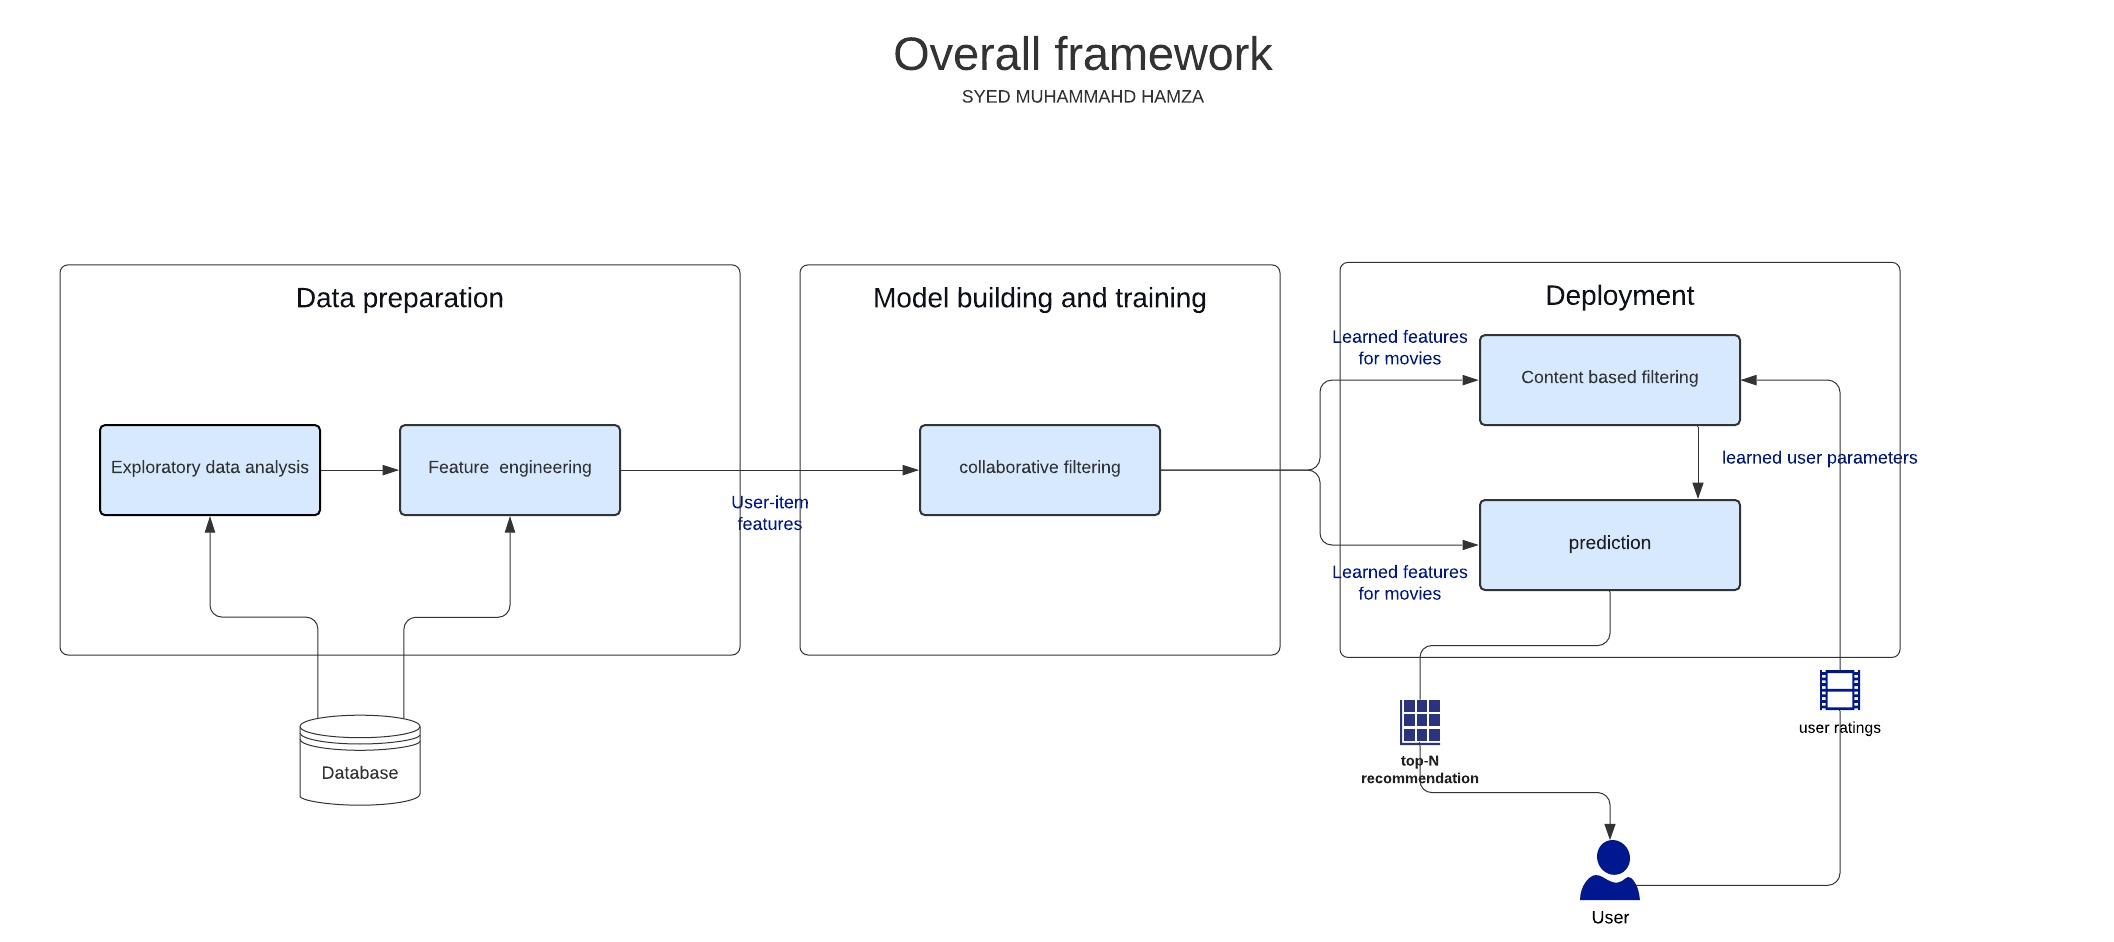 Overall framework
SYED MUHAMMAHD HAMZA
Data preparation
Exploratory data analysis
Feature engineering
Database
User-item
features
Model building and training
collaborative filtering
Deployment
Learned features
for movies
Content based filtering
learned user parameters
prediction
Learned features
for movies
top-N
recommendation
user ratings
User